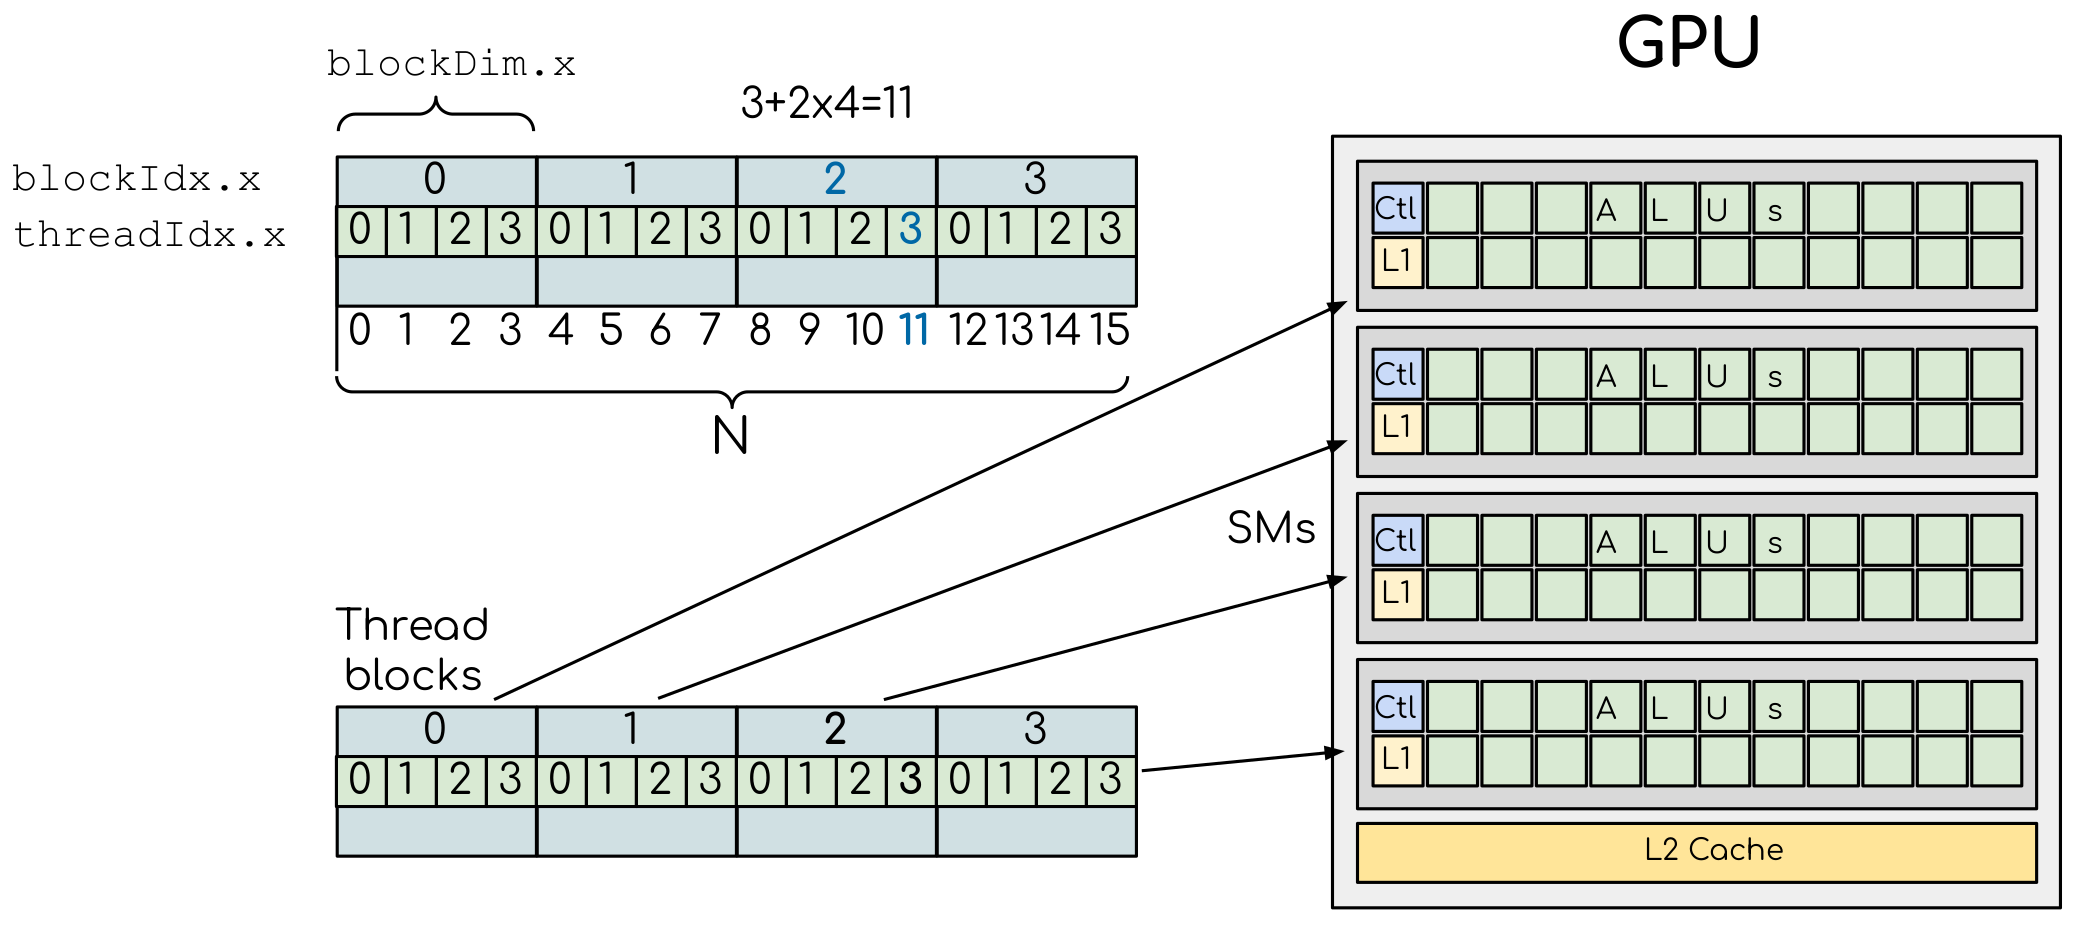 GPU
blockDim.x
3+2x4=11
blockIdx.x 0 1 2 3
threadIdx.x 0 1 2 3 0 1 2 3 0 1 2 3 0 1 2 3
0 1 2 3 4 5 6 7 8 9 10 11 12 13 14 15
N
Thread
blocks
0 1 2 3
0 1 2 3 0 1 2 3 0 1 2 3 0 1 2 3
SMs
Ctl A L U s
L1
Ctl A L U s
L1
Ctl A L U s
L1
Ctl A L U s
L1
L2 Cache